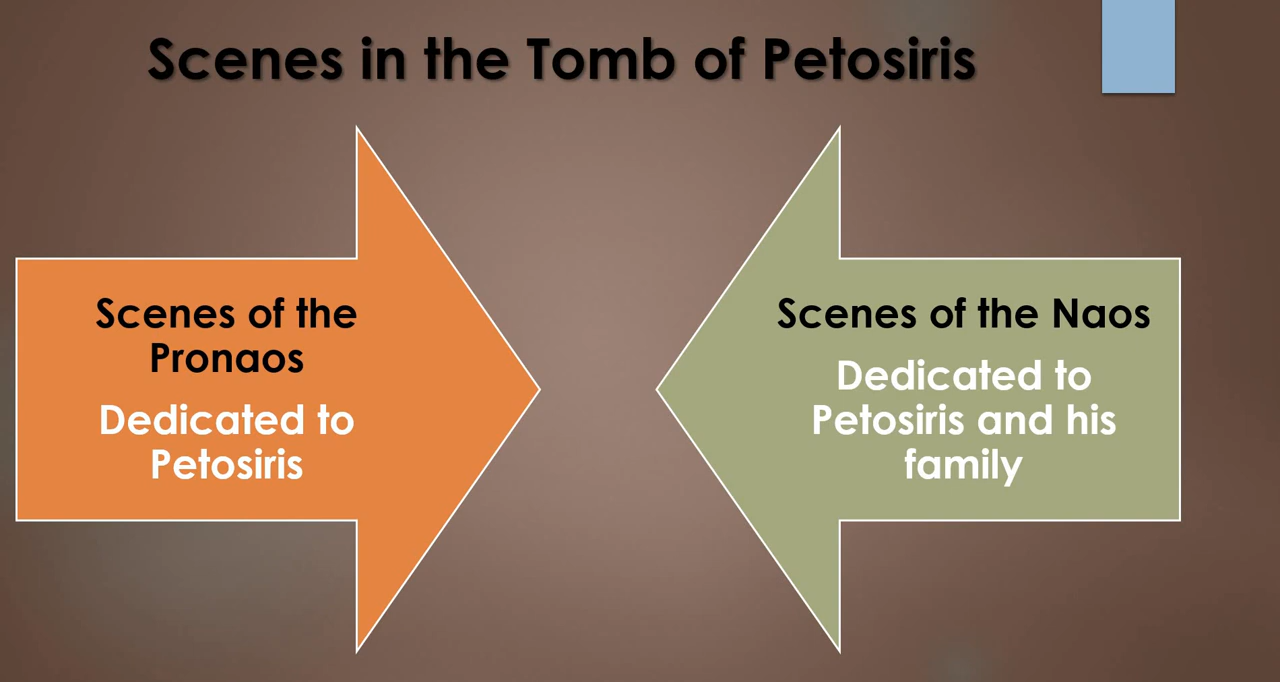 Scenes in the Tomb of Petosiris
Scenes of the
Pronaos
Dedicated to
Petosiris
Scenes of the Naos
Dedicated to
Petosiris and his
family